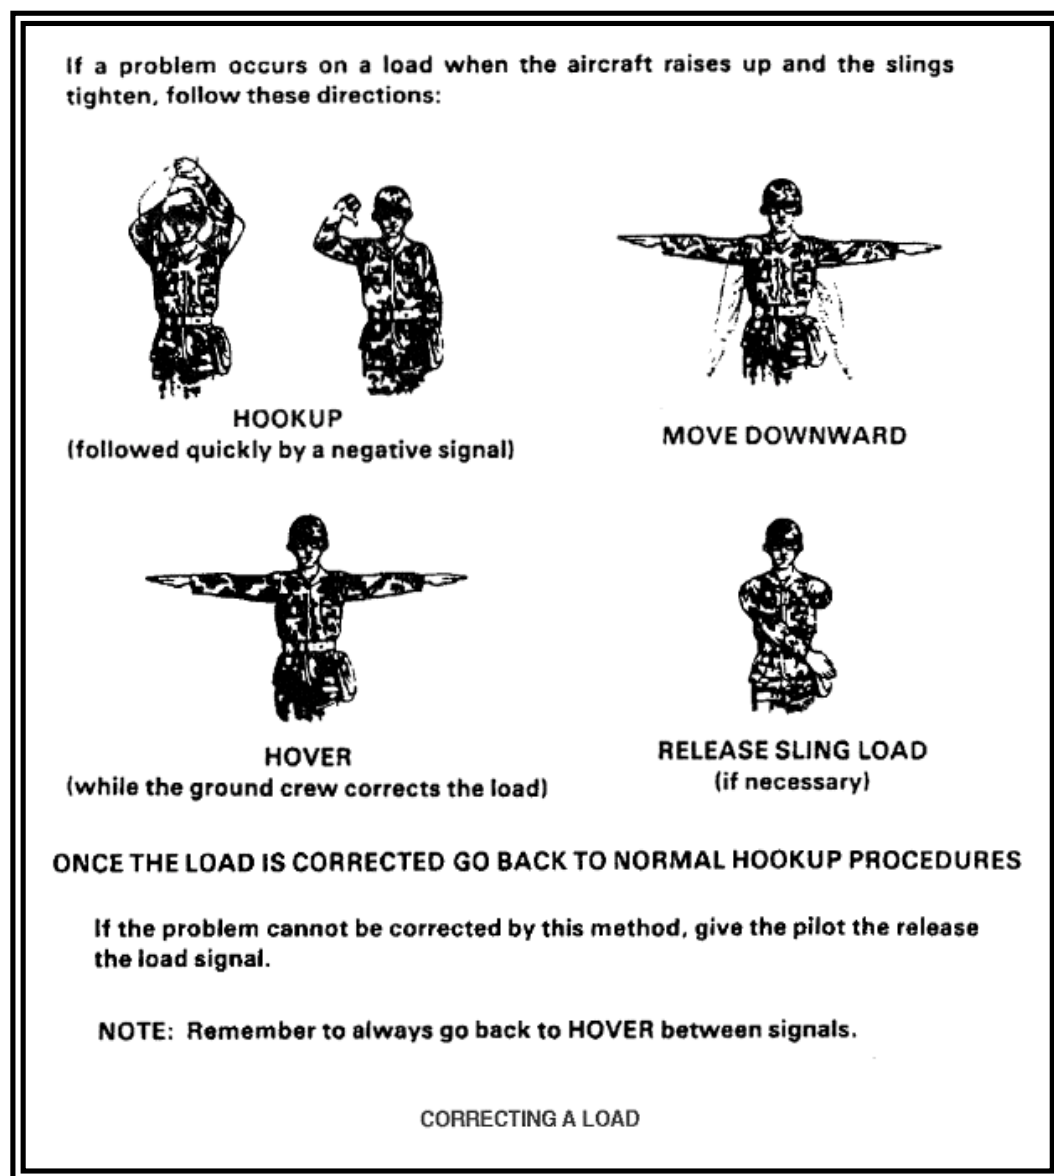 If a problem occurs on a load when the aircraft raises up and the slings
tighten, follow these directions:
HOOKUP
(followed quickly by a negative signal)
MOVE DOWNWARD
HOVER
(while the ground crew corrects the load)
RELEASE SLING LOAD
(if necessary)
ONCE THE LOAD IS CORRECTED GO BACK TO NORMAL HOOKUP PROCEDURES
If the problem cannot be corrected by this method, give the pilot the release
the load signal.
NOTE: Remember to always go back to HOVER between signals.
CORRECTING A LOAD